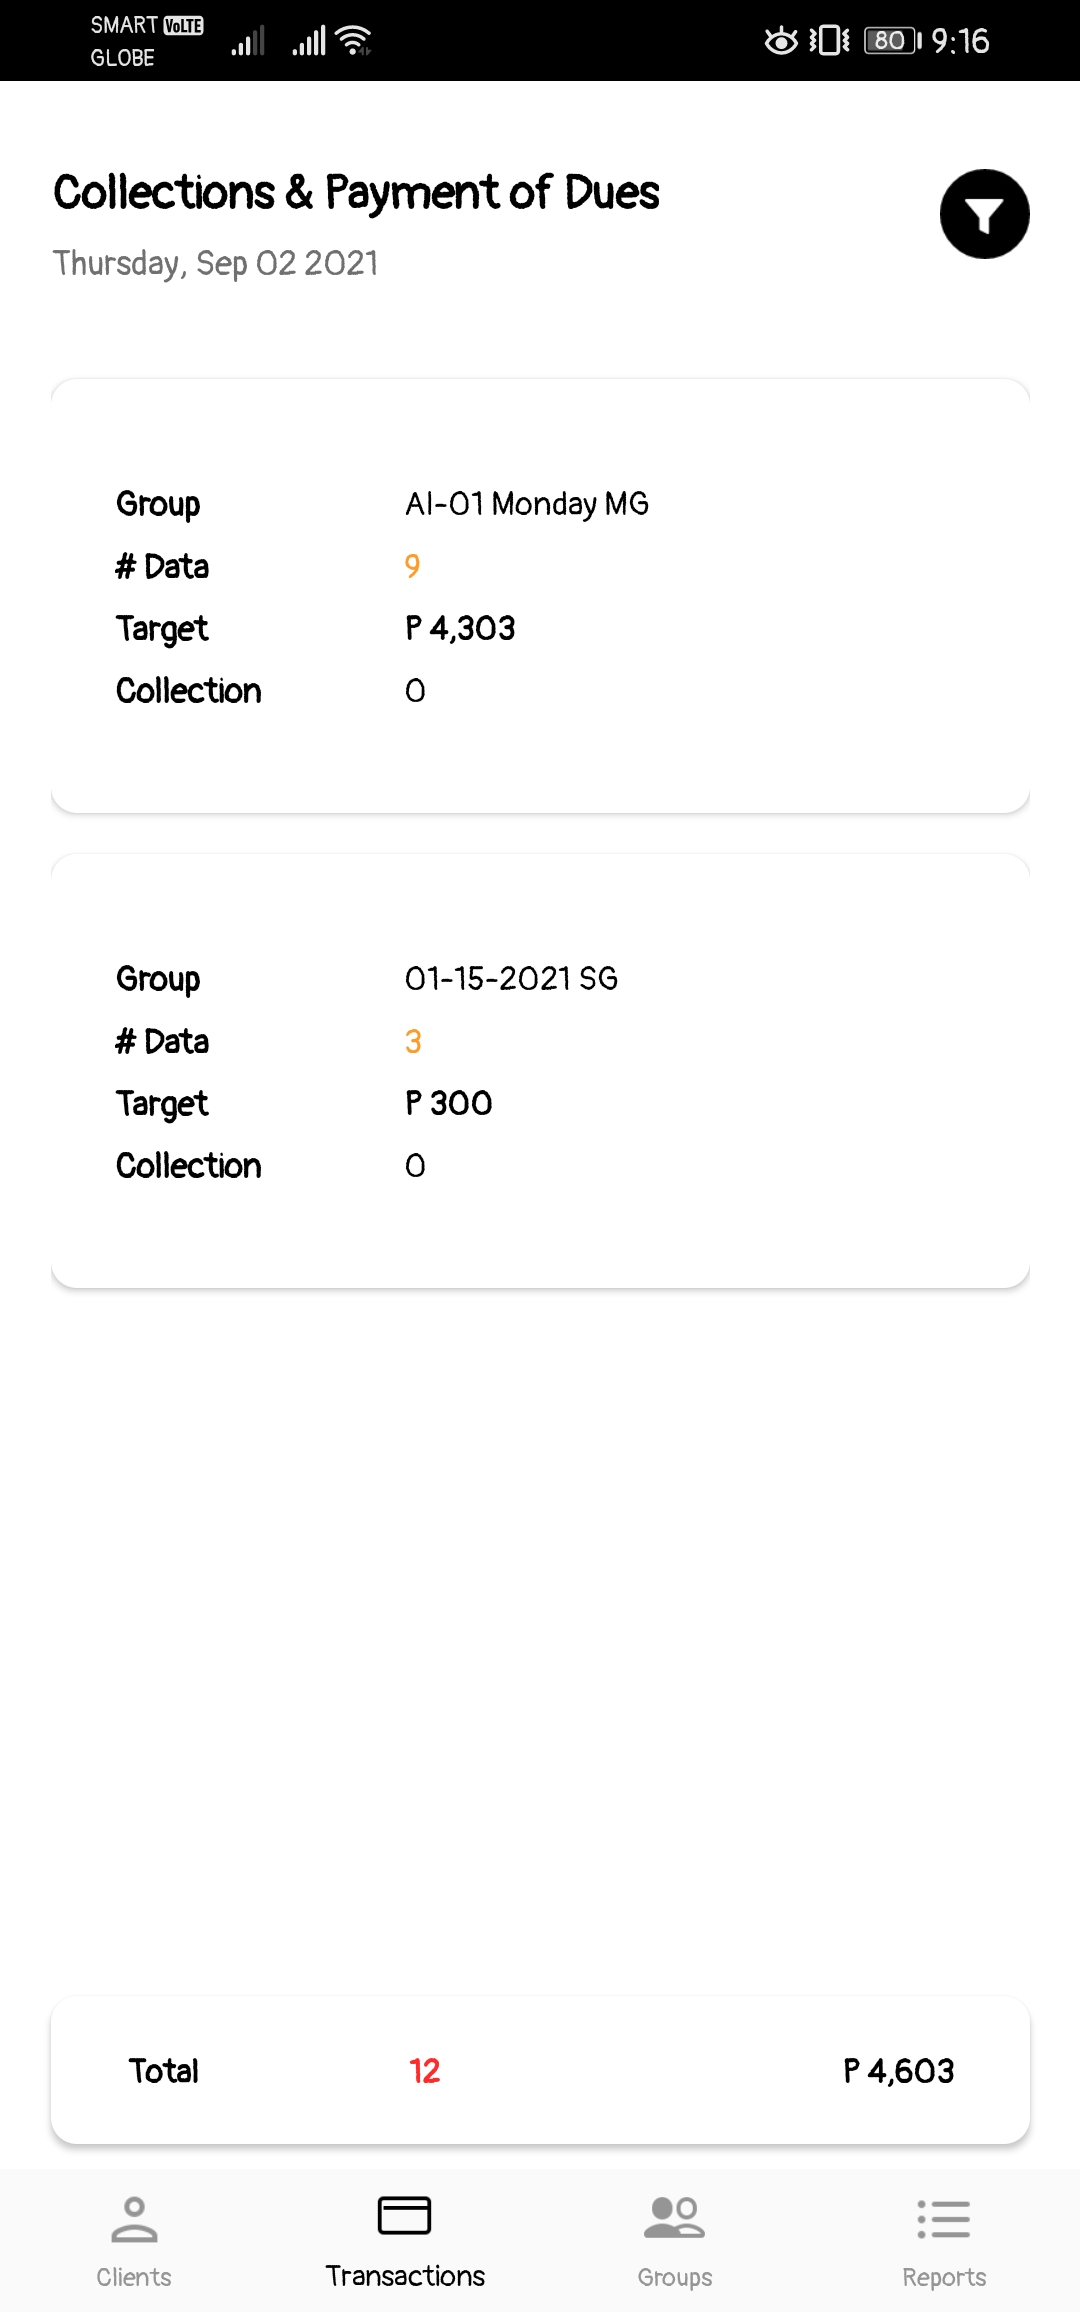 SMART VoLTE
GLOBE
80 9:16
Collections & Payment of Dues
Thursday, Sep 02 2021
Group AI-01 Monday MG
# Data 9
Target P 4,303
Collection 0
Group 01-15-2021 SG
# Data 3
Target P 300
Collection 0
Total 12 P 4,603
Clients Transactions Groups Reports